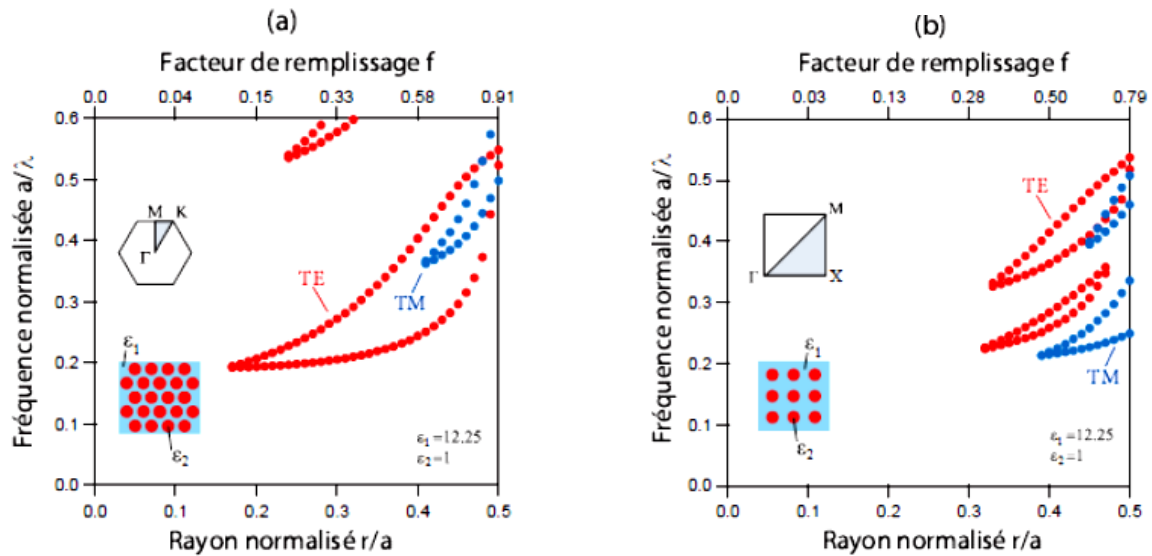 (a)
Facteur de remplissage f
0.0 0.04 0.15 0.33 0.58 0.91
Fréquence normalisée a/λ
0.6
0.5
0.4
0.3
0.2
0.1
0.0
M K
Γ
TE
TM
ε1
ε2
ε1=12.25
ε2=1
0.0 0.1 0.2 0.3 0.4 0.5
Rayon normalisé r/a
(b)
Facteur de remplissage f
0.0 0.03 0.13 0.28 0.50 0.79
Fréquence normalisée a/λ
0.6
0.5
0.4
0.3
0.2
0.1
0.0
M
Γ X
TE
TM
ε1
ε2
ε1=12.25
ε2=1
0.0 0.1 0.2 0.3 0.4 0.5
Rayon normalisé r/a